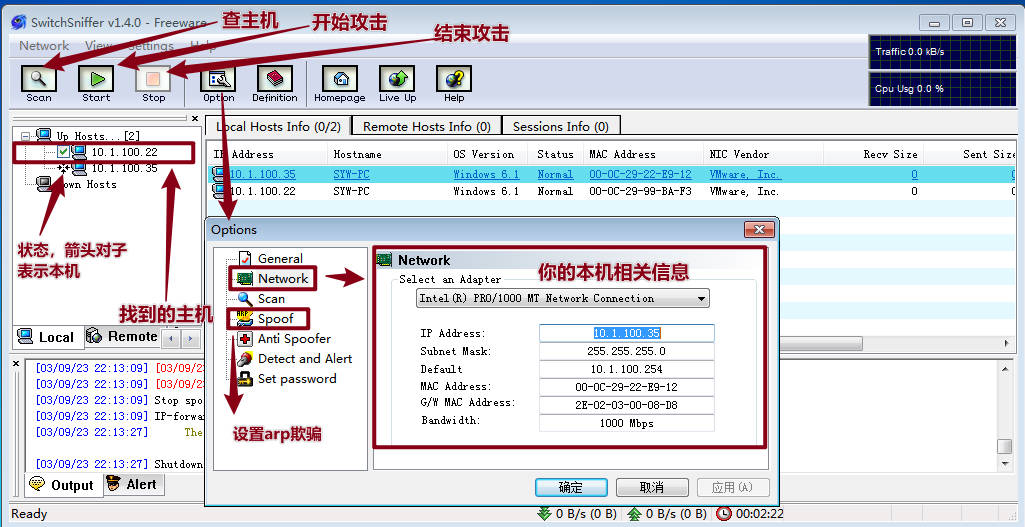 SwitchSniffer v1.4.0 - Freeware
查主机
开始攻击
结束攻击
Network View Settings Help
Scan Start Stop Option Definition Homepage Live Up Help
Traffic 0.0 kB/s
Cpu Usg 0.0 %
Up Hosts...[2]
10.1.100.22
10.1.100.35
Down Hosts
状态，箭头对子
表示本机
找到的主机
Local Remote
Local Hosts Info (0/2) Remote Hosts Info (0) Sessions Info (0)
IP Address Hostname OS Version Status MAC Address NIC Vendor Recv Size Sent Size
10.1.100.35 SYW-PC Windows 6.1 Normal 00-0C-29-22-E9-12 VMware, Inc. 0 0
10.1.100.22 SYW-PC Windows 6.1 Normal 00-0C-29-99-BA-F3 VMware, Inc. 0 0
Options
General
Network
Scan
ARP
Spoof
Anti Spoofer
Detect and Alert
Set password
设置arp欺骗
Network
你的本机相关信息
Select an Adapter
Intel(R) PRO/1000 MT Network Connection
IP Address: 10.1.100.35
Subnet Mask: 255.255.255.0
Default 10.1.100.254
MAC Address: 00-0C-29-22-E9-12
G/W MAC Address: 2E-02-03-00-08-D8
Bandwidth: 1000 Mbps
确定 取消 应用(A)
[03/09/23 22:13:09] [03/09/23
[03/09/23 22:13:09] [03/09/23
[03/09/23 22:13:09] Stop spo
[03/09/23 22:13:09] IP-forwa
[03/09/23 22:13:27] The
[03/09/23 22:13:27] Shutdown
Output Alert
Ready 0 B/s (0 B) 0 B/s (0 B) 00:02:22